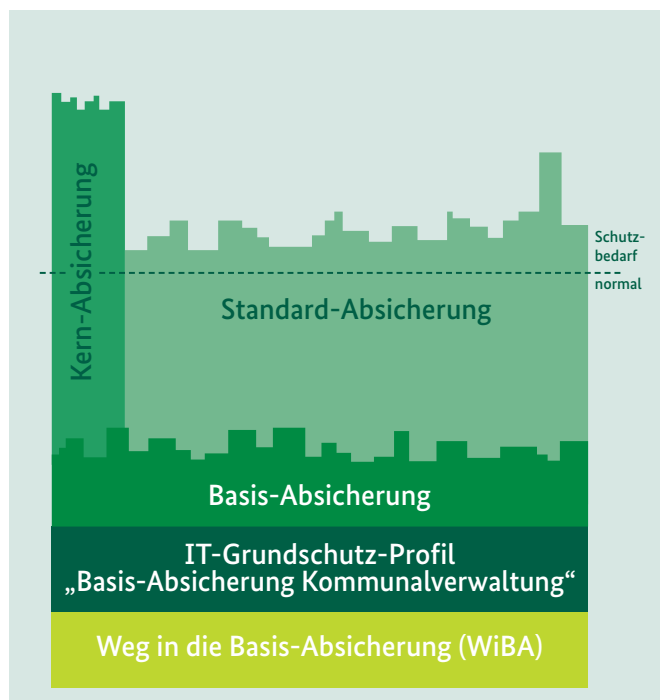 Kern-Absicherung
Schutz-
bedarf
normal
Standard-Absicherung
Basis-Absicherung
IT-Grundschutz-Profil
„Basis-Absicherung Kommunalverwaltung“
Weg in die Basis-Absicherung (WiBA)